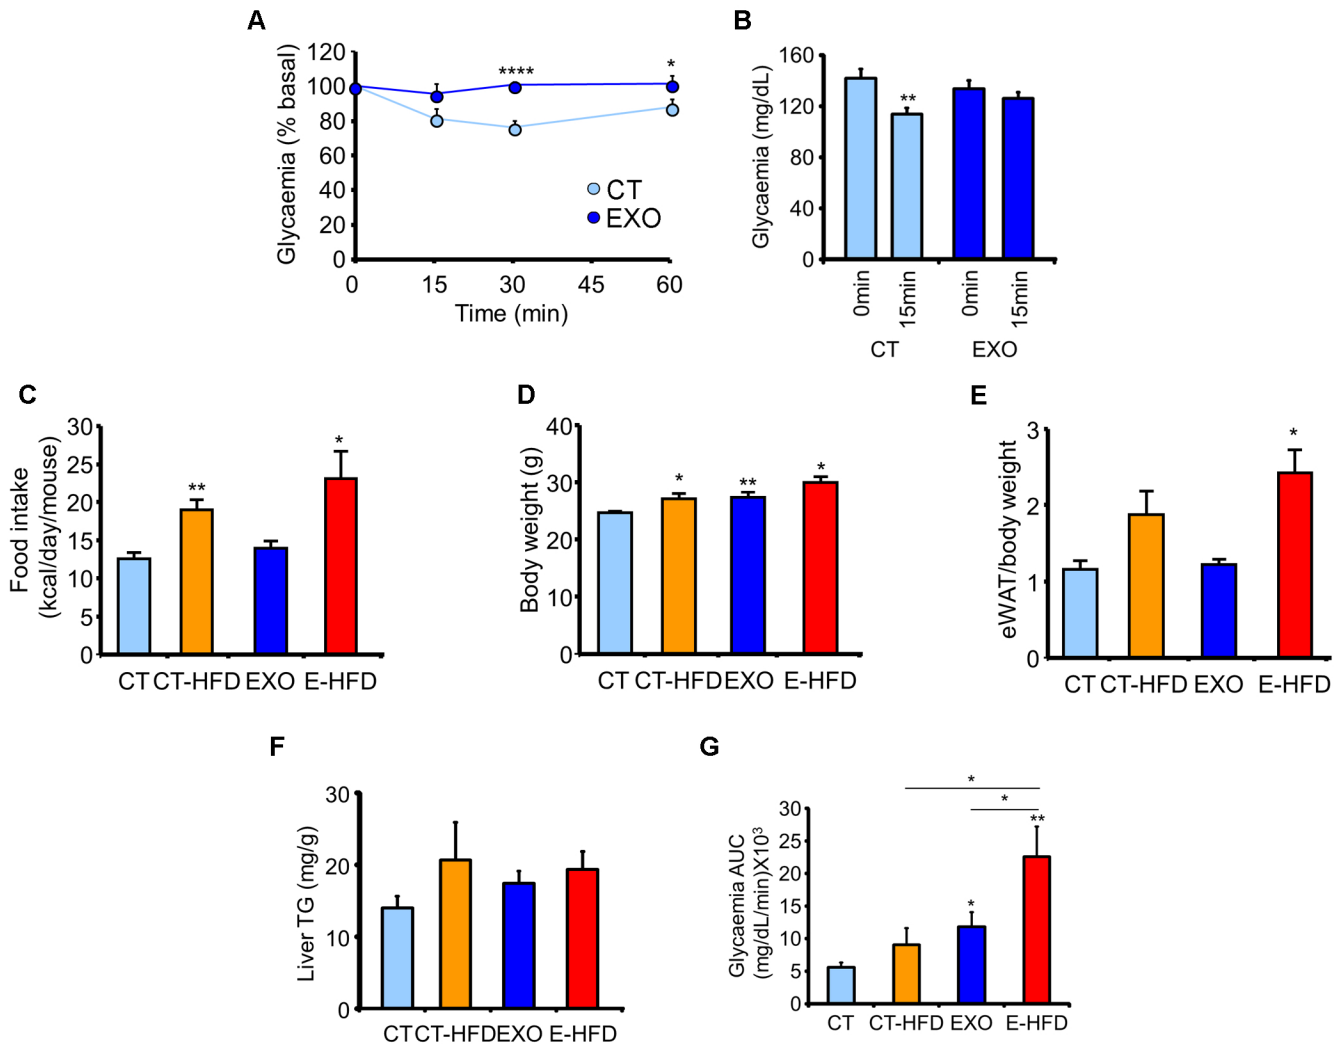 A
120
100
80
60
40
20
0
Glycaemia (% basal)
****
*
CT
EXO
0 15 30 45 60
Time (min)
B
160
120
80
40
0
Glycaemia (mg/dL)
**
0min 15min 0min 15min
CT EXO
C
30
25
20
15
10
5
0
Food intake
(kcal/day/mouse)
**
*
CT CT-HFD EXO E-HFD
D
40
30
20
10
0
Body weight (g)
*
**
*
CT CT-HFD EXO E-HFD
E
3
2
1
0
eWAT/body weight
*
CT CT-HFD EXO E-HFD
F
30
20
10
0
Liver TG (mg/g)
CT CT-HFD EXO E-HFD
G
30
25
20
15
10
5
0
Glycaemia AUC
(mg/dL/min)X10³
*
*
**
*
CT CT-HFD EXO E-HFD